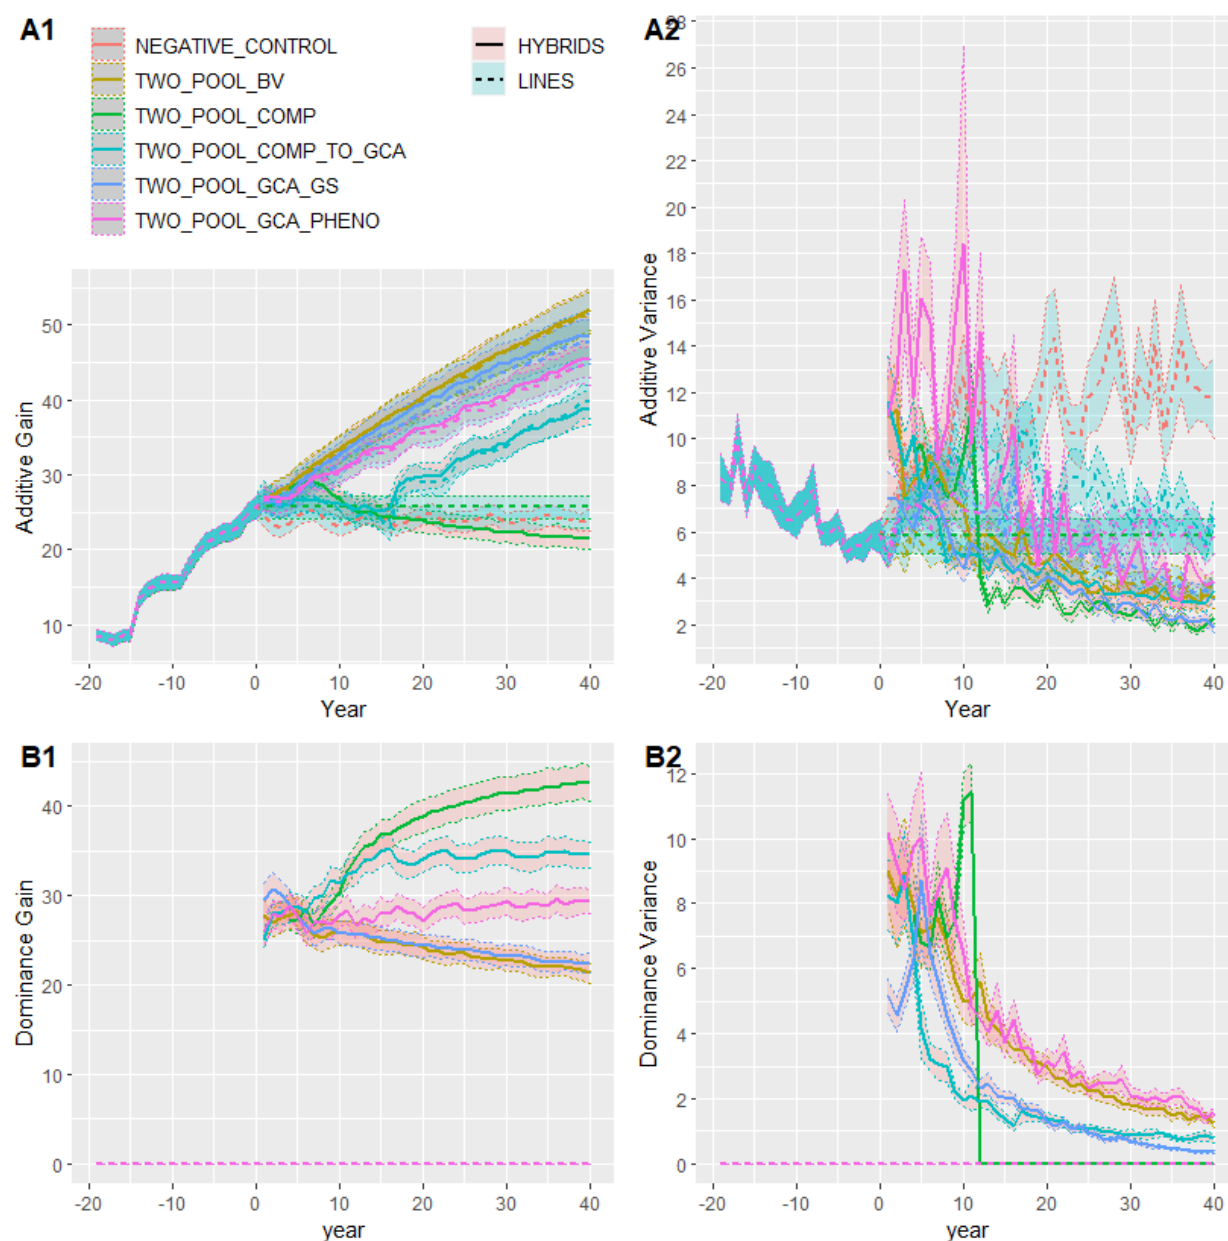 A1
NEGATIVE_CONTROL
TWO_POOL_BV
TWO_POOL_COMP
TWO_POOL_COMP_TO_GCA
TWO_POOL_GCA_GS
TWO_POOL_GCA_PHENO
HYBRIDS
LINES
50
40
30
20
10
Additive Gain
-20 -10 0 10 20 30 40
Year
A2
28
26
24
22
20
18
16
14
12
10
8
6
4
2
Additive Variance
-20 -10 0 10 20 30 40
Year
B1
40
30
20
10
0
Dominance Gain
-20 -10 0 10 20 30 40
year
B2
12
10
8
6
4
2
0
Dominance Variance
-20 -10 0 10 20 30 40
year